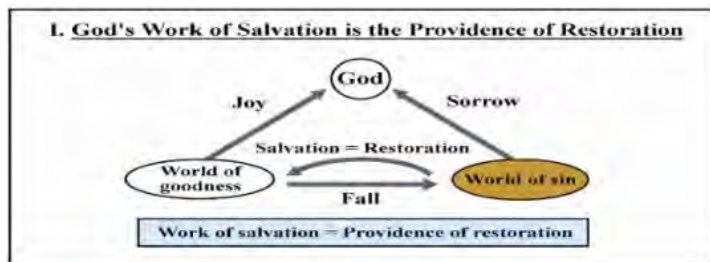 I. God's Work of Salvation is the Providence of Restoration
God
Joy
Sorrow
Salvation = Restoration
World of
goodness
World of sin
Fall
Work of salvation = Providence of restoration